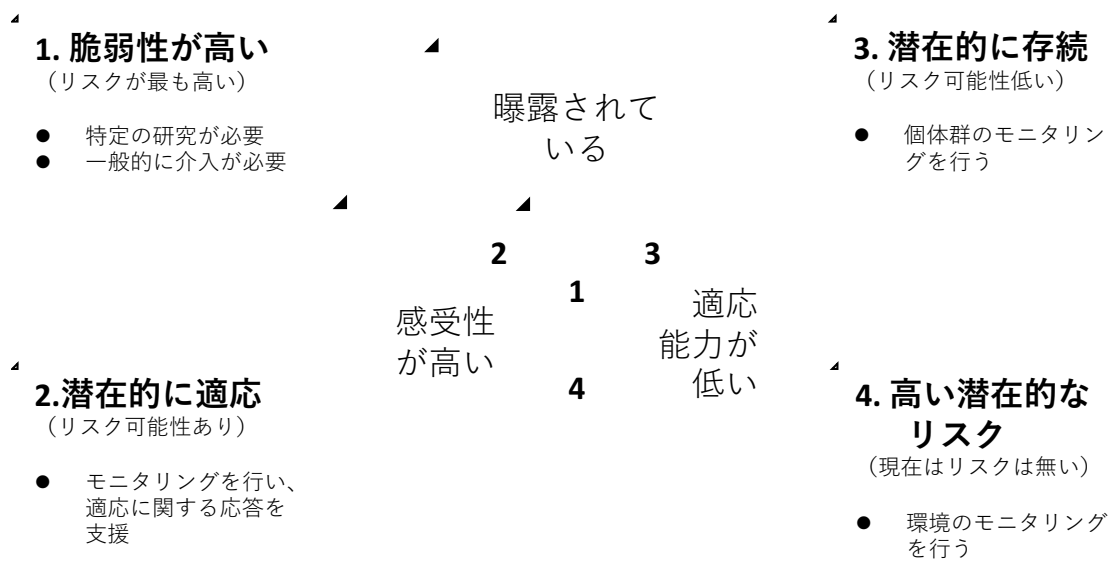 1. 脆弱性が高い
（リスクが最も高い）
● 特定の研究が必要
● 一般的に介入が必要
曝露されて
いる
3. 潜在的に存続
（リスク可能性低い）
● 個体群のモニタリン
グを行う
2
3
1
感受性
が高い
適応
能力が
低い
4
2.潜在的に適応
（リスク可能性あり）
● モニタリングを行い、
適応に関する応答を
支援
4. 高い潜在的な
リスク
（現在はリスクは無い）
● 環境のモニタリング
を行う